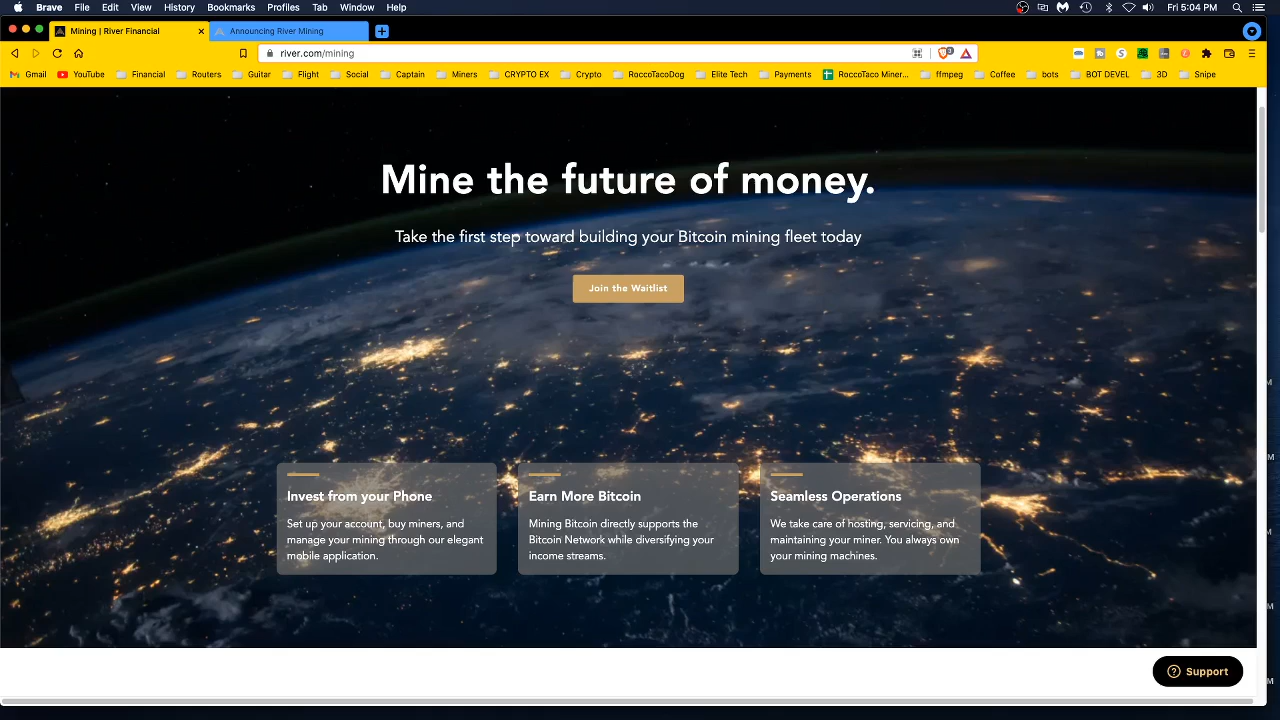 Brave File Edit View History Bookmarks Profiles Tab Window Help Fri 5:04 PM
Mining | River Financial Announcing River Mining
river.com/mining
Gmail YouTube Financial Routers Guitar Flight Social Captain Miners CRYPTO EX Crypto RoccoTacoDog Elite Tech Payments RoccoTaco Miner... ffmpeg Coffee bots BOT DEVEL 3D Snipe
Mine the future of money.
Take the first step toward building your Bitcoin mining fleet today
Join the Waitlist
Invest from your Phone
Set up your account, buy miners, and
manage your mining through our elegant
mobile application.
Earn More Bitcoin
Mining Bitcoin directly supports the
Bitcoin Network while diversifying your
income streams.
Seamless Operations
We take care of hosting, servicing, and
maintaining your miner. You always own
your mining machines.
Support